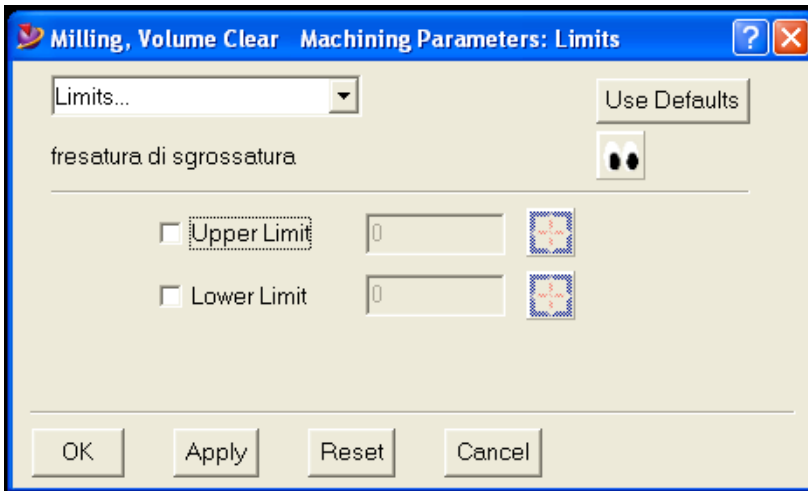 Milling, Volume Clear Machining Parameters: Limits
Limits...
Use Defaults
fresatura di sgrossatura
Upper Limit 0
Lower Limit 0
OK Apply Reset Cancel